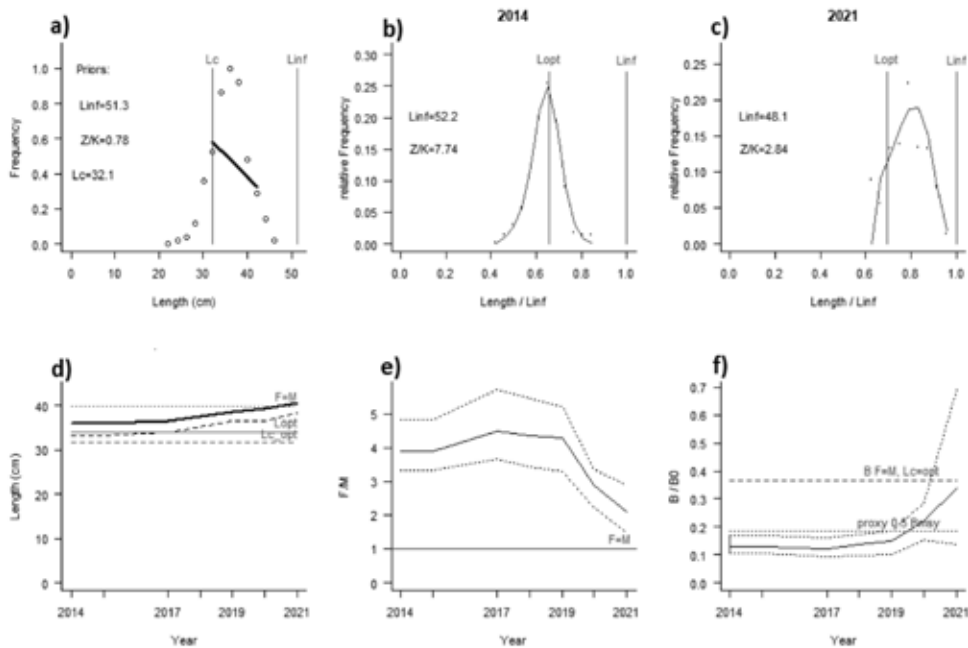 2014
2021
a)
b)
c)
Lc
Linf
Priors:
Linf=51.3
Z/K=0.78
Lc=32.1
Frequency
0.0
0.2
0.4
0.6
0.8
1.0
0
10
20
30
40
50
Length (cm)
Lopt
Linf
Linf=52.2
Z/K=7.74
relative Frequency
0.00
0.05
0.10
0.15
0.20
0.25
0.30
0.0
0.2
0.4
0.6
0.8
1.0
Length / Linf
Lopt
Linf
Linf=48.1
Z/K=2.84
relative Frequency
0.00
0.05
0.10
0.15
0.20
0.25
0.0
0.2
0.4
0.6
0.8
1.0
Length / Linf
d)
e)
f)
F=M
Lopt
Lc_opt
Length (cm)
0
10
20
30
40
2014
2017
2019
2021
Year
F/M
0
1
2
3
4
5
F=M
2014
2017
2019
2021
Year
B / B0
0.0
0.1
0.2
0.3
0.4
0.5
0.6
0.7
B F=M, Lc=opt
proxy 0.5 Bmsy
2014
2017
2019
2021
Year